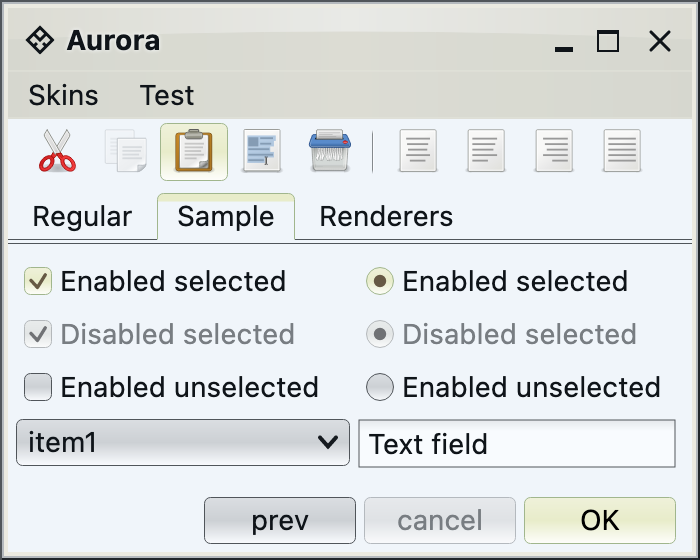 Aurora
Skins Test
Regular Sample Renderers
Enabled selected Enabled selected
Disabled selected Disabled selected
Enabled unselected Enabled unselected
item1 Text field
prev cancel OK